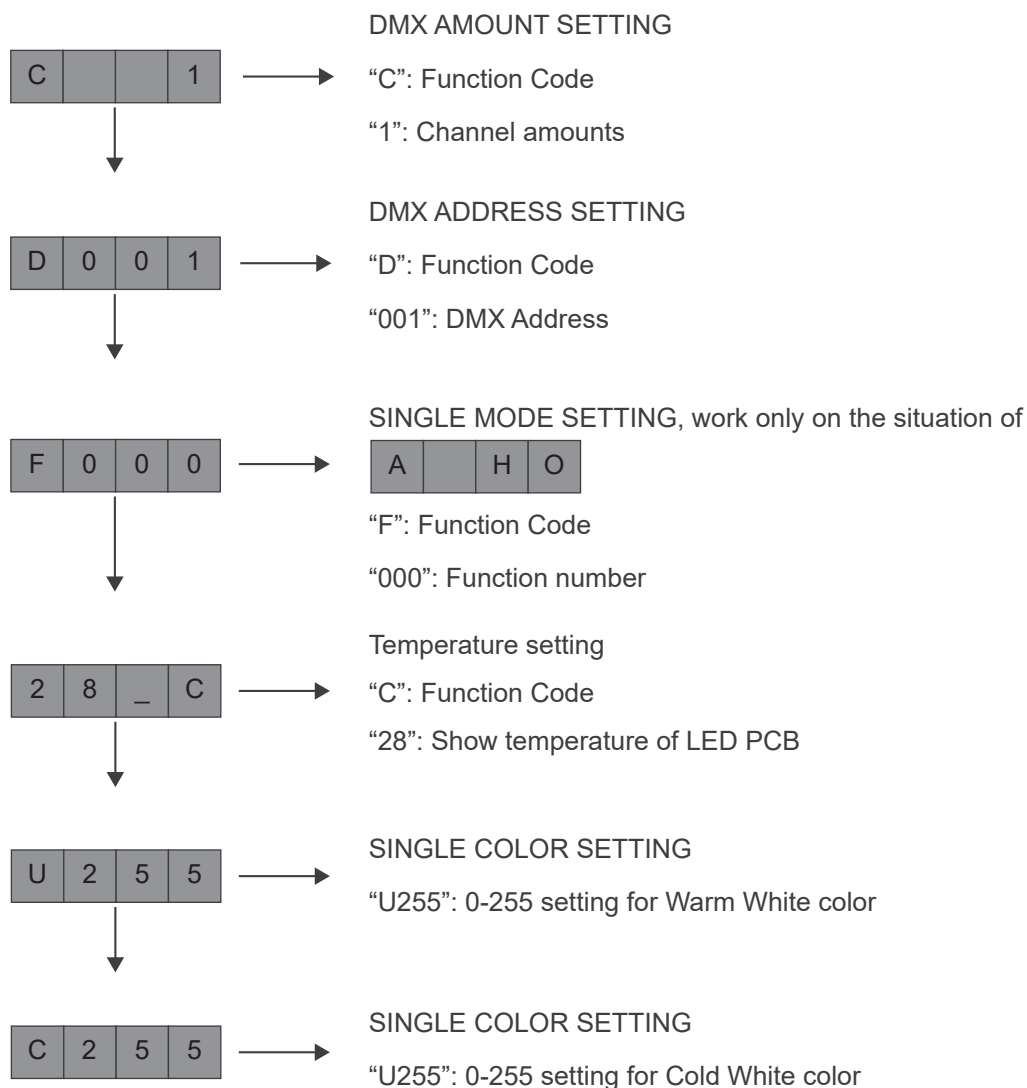 DMX AMOUNT SETTING
C 1
“C”: Function Code
“1”: Channel amounts
DMX ADDRESS SETTING
D 0 0 1
“D”: Function Code
“001”: DMX Address
SINGLE MODE SETTING, work only on the situation of
F 0 0 0
A H O
“F”: Function Code
“000”: Function number
Temperature setting
2 8 _ C
“C”: Function Code
“28”: Show temperature of LED PCB
SINGLE COLOR SETTING
U 2 5 5
“U255”: 0-255 setting for Warm White color
SINGLE COLOR SETTING
C 2 5 5
“U255”: 0-255 setting for Cold White color